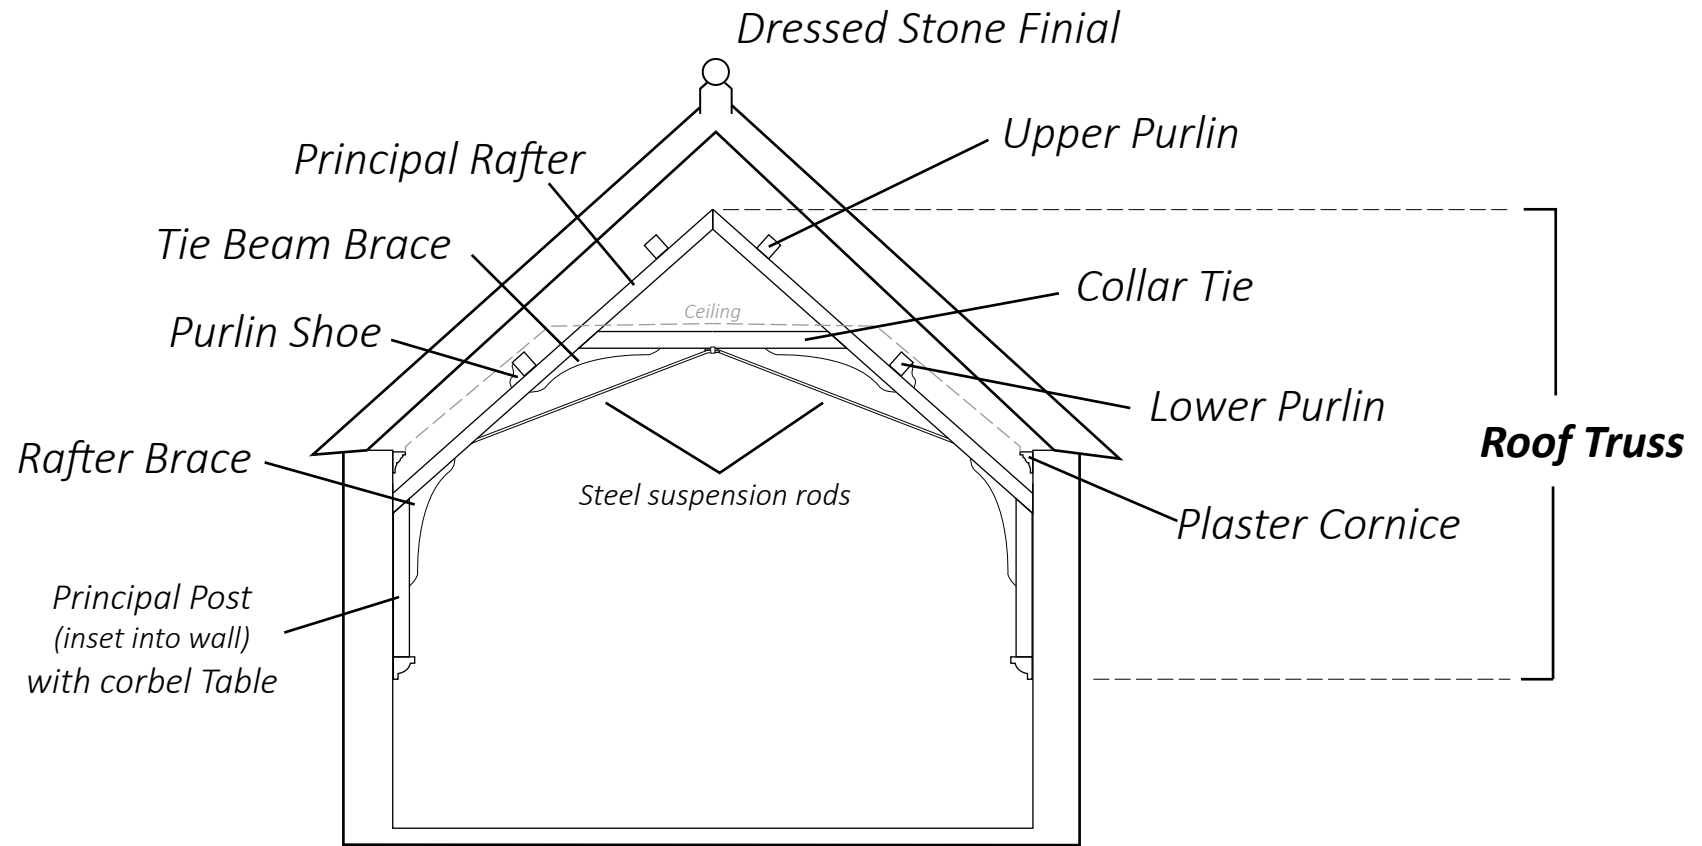 Dressed Stone Finial
Upper Purlin
Principal Rafter
Tie Beam Brace
Collar Tie
Ceiling
Purlin Shoe
Lower Purlin
Roof Truss
Rafter Brace
Steel suspension rods
Plaster Cornice
Principal Post
(inset into wall)
with corbel Table